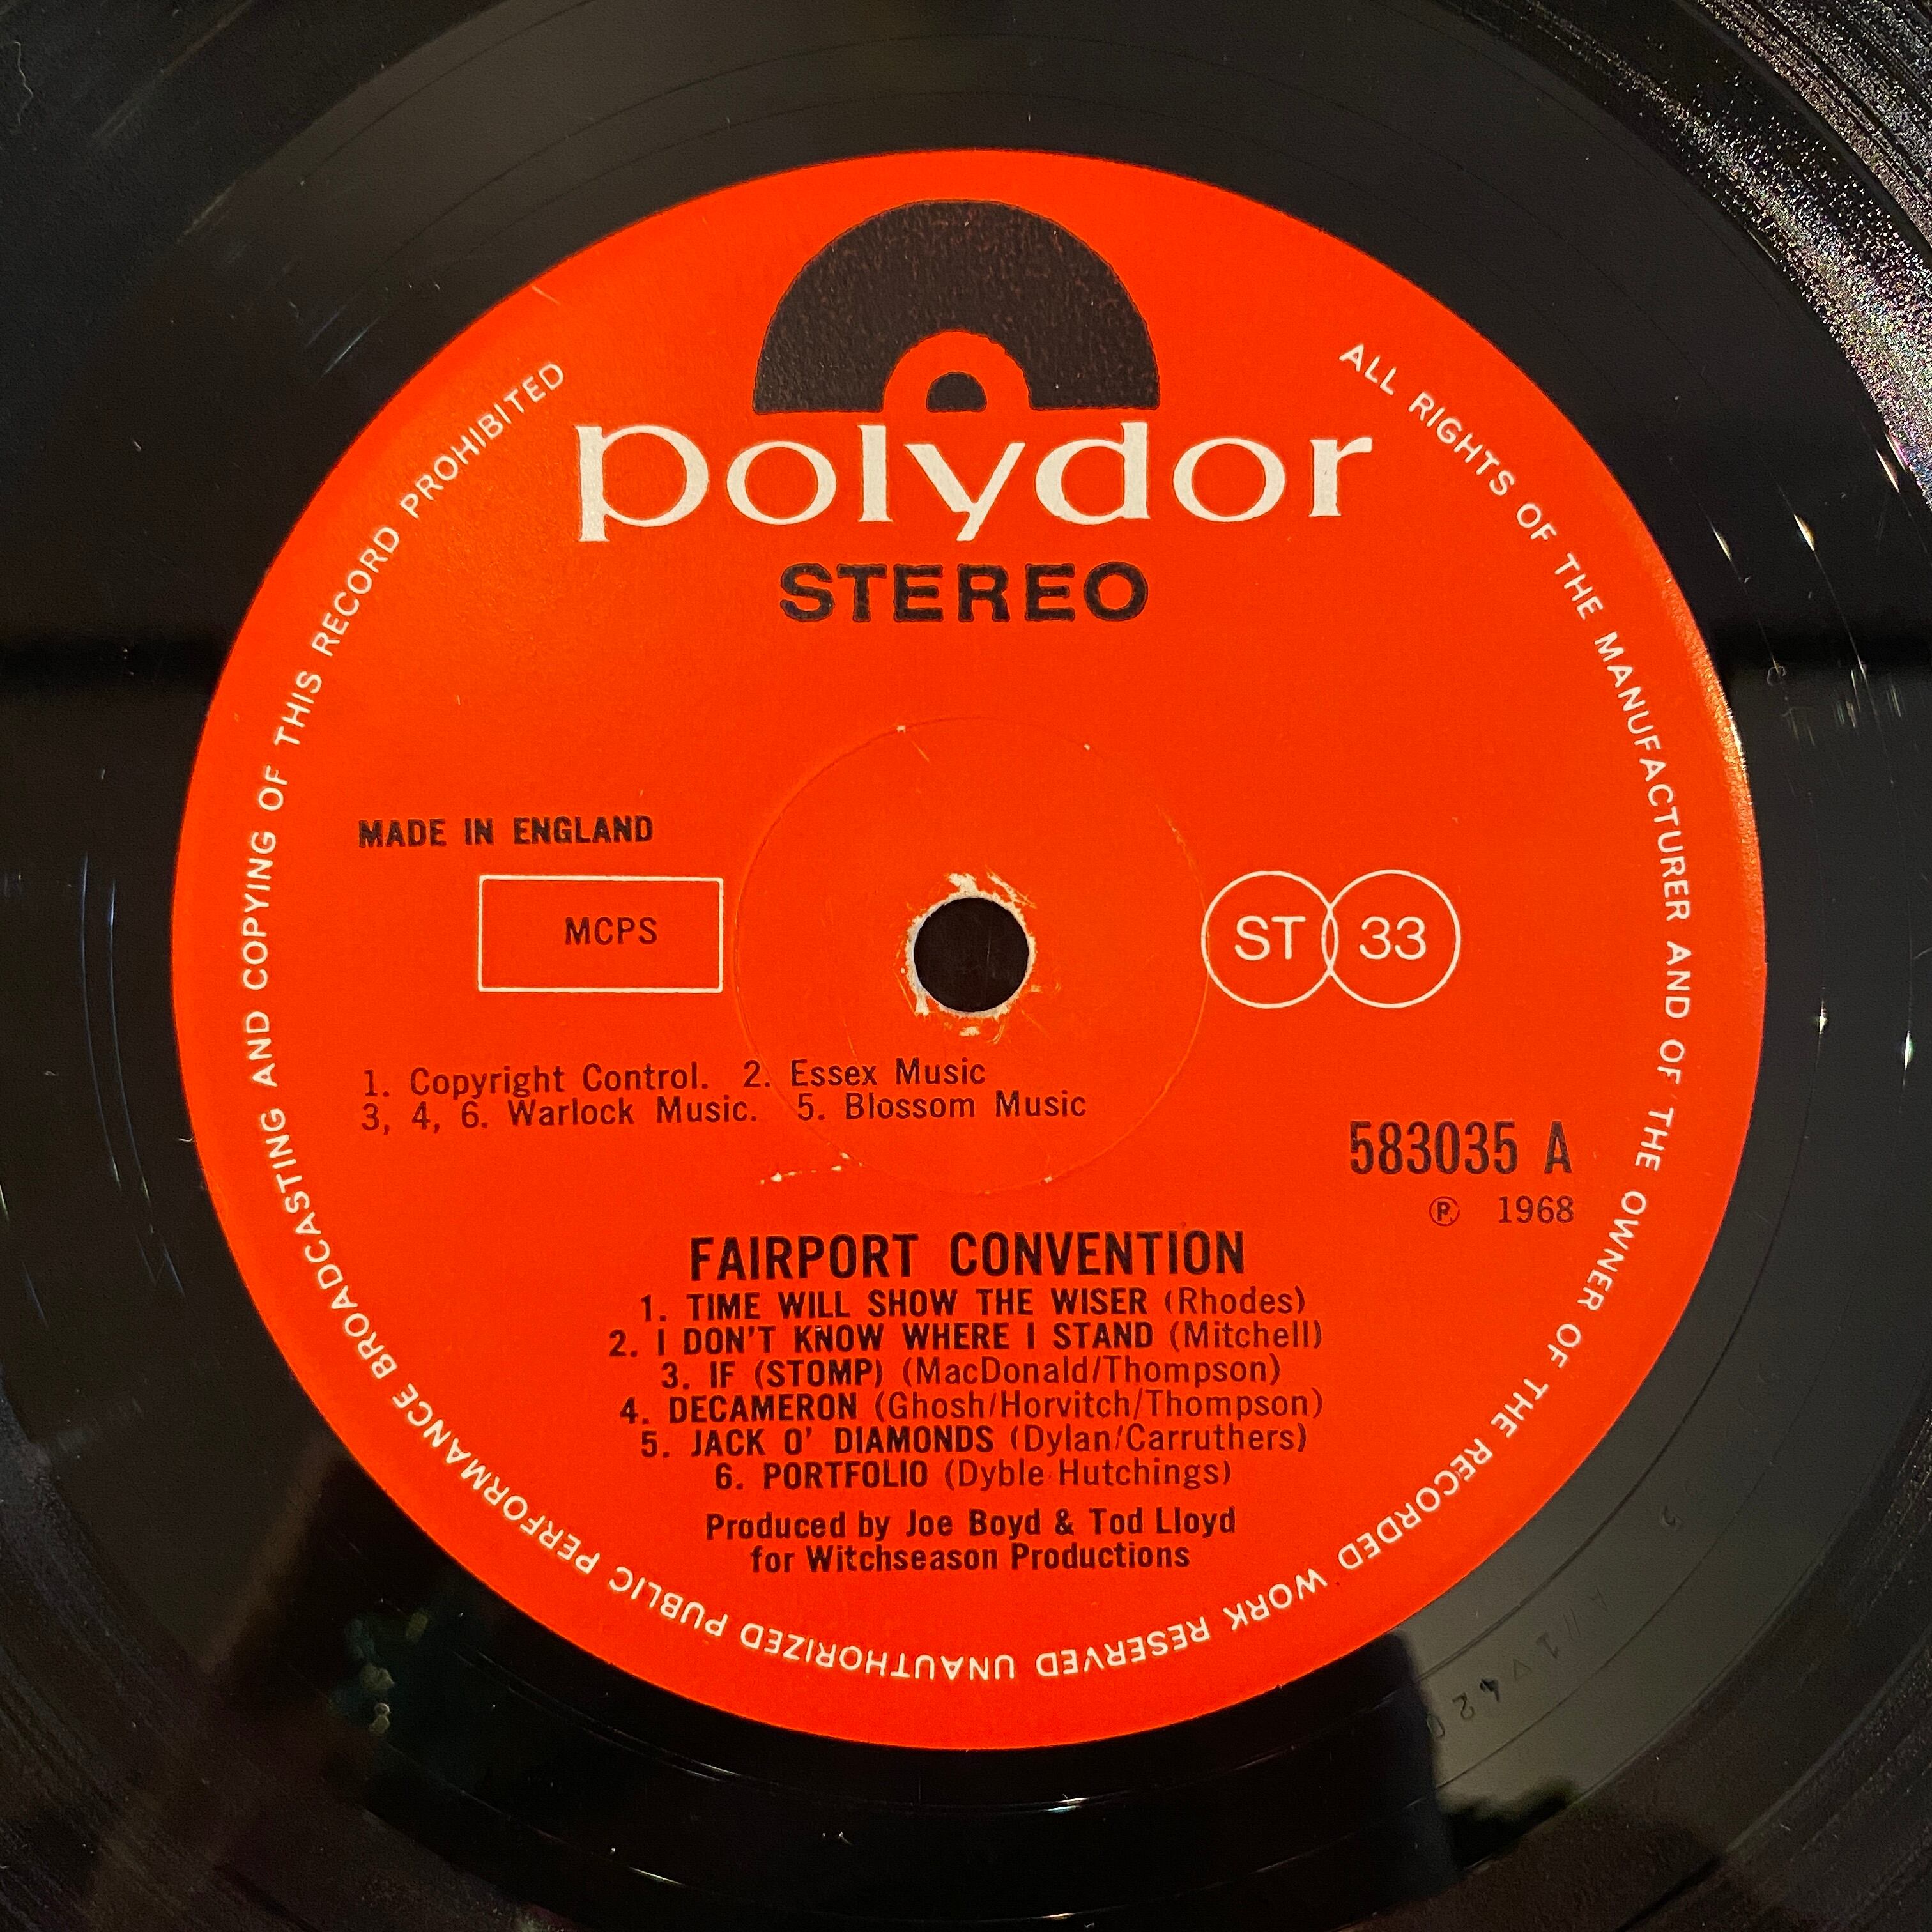 polydor
STEREO
MADE IN ENGLAND
MCPS
ST 33
1. Copyright Control. 2. Essex Music
3, 4, 6. Warlock Music. 5. Blossom Music
583035 A
Ⓟ 1968
FAIRPORT CONVENTION
1. TIME WILL SHOW THE WISER (Rhodes)
2. I DON'T KNOW WHERE I STAND (Mitchell)
3. IF (STOMP) (MacDonald/Thompson)
4. DECAMERON (Ghosh/Horvitch/Thompson)
5. JACK O' DIAMONDS (Dylan/Carruthers)
6. PORTFOLIO (Dyble Hutchings)
Produced by Joe Boyd & Tod Lloyd
for Witchseason Productions
ALL RIGHTS OF THE MANUFACTURER AND OF THE OWNER OF THE RECORDED WORK RESERVED UNAUTHORIZED PUBLIC PERFORMANCE BROADCASTING AND COPYING OF THIS RECORD PROHIBITED